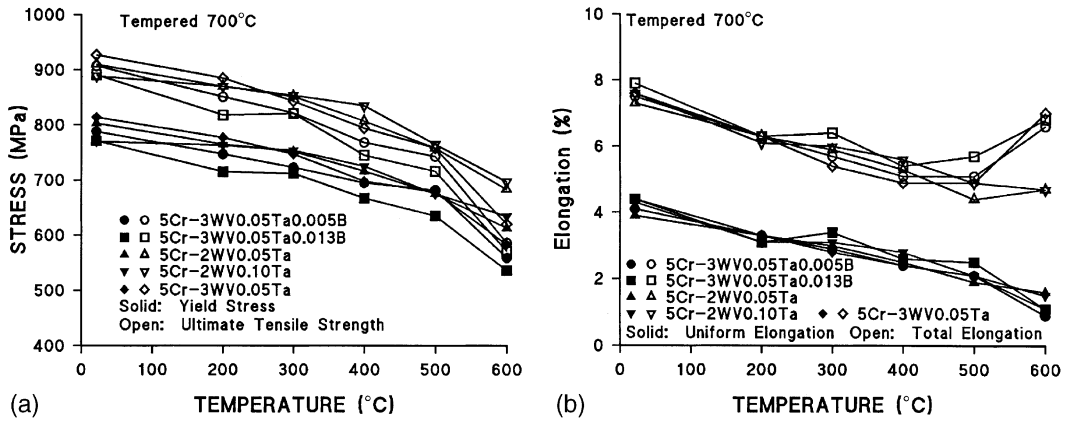 Tempered 700°C
STRESS (MPa)
1000
900
800
700
600
500
400
5Cr-3WV0.05Ta0.005B
5Cr-3WV0.05Ta0.013B
5Cr-2WV0.05Ta
5Cr-2WV0.10Ta
5Cr-3WV0.05Ta
Solid: Yield Stress
Open: Ultimate Tensile Strength
0 100 200 300 400 500 600
TEMPERATURE (°C)
(a)
Tempered 700°C
Elongation (%)
10
8
6
4
2
0
5Cr-3WV0.05Ta0.005B
5Cr-3WV0.05Ta0.013B
5Cr-2WV0.05Ta
5Cr-2WV0.10Ta 5Cr-3WV0.05Ta
Solid: Uniform Elongation Open: Total Elongation
0 100 200 300 400 500 600
TEMPERATURE (°C)
(b)